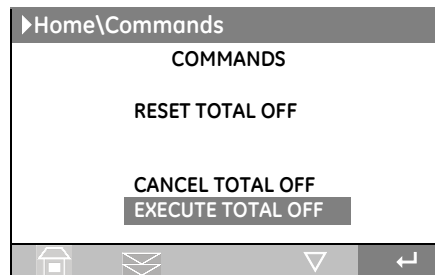 Home\Commands
COMMANDS
RESET TOTAL OFF
CANCEL TOTAL OFF
EXECUTE TOTAL OFF